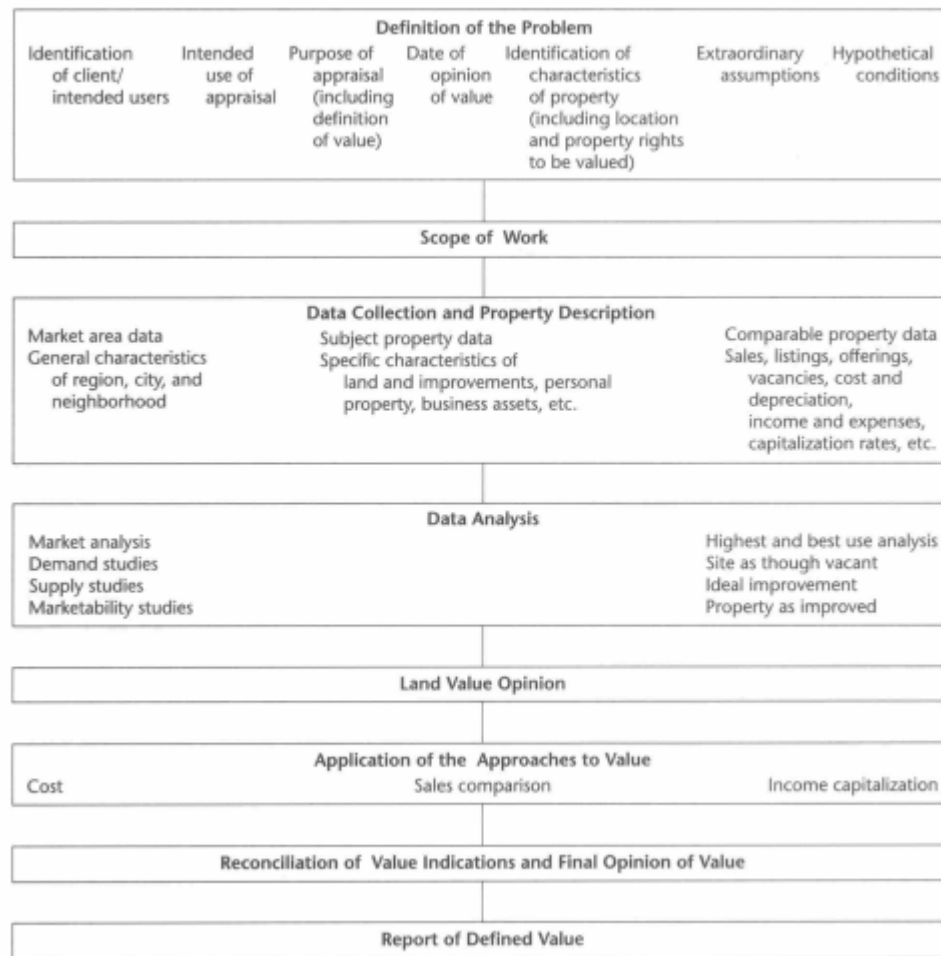 Definition of the Problem
Identification
of client/
intended users
Intended
use of
appraisal
Purpose of
appraisal
(including
definition
of value)
Date of
opinion
of value
Identification of
characteristics
of property
(including location
and property rights
to be valued)
Extraordinary
assumptions
Hypothetical
conditions
Scope of Work
Data Collection and Property Description
Market area data
General characteristics
of region, city, and
neighborhood
Subject property data
Specific characteristics of
land and improvements, personal
property, business assets, etc.
Comparable property data
Sales, listings, offerings,
vacancies, cost and
depreciation,
income and expenses,
capitalization rates, etc.
Data Analysis
Market analysis
Demand studies
Supply studies
Marketability studies
Highest and best use analysis
Site as though vacant
Ideal improvement
Property as improved
Land Value Opinion
Application of the Approaches to Value
Cost
Sales comparison
Income capitalization
Reconciliation of Value Indications and Final Opinion of Value
Report of Defined Value